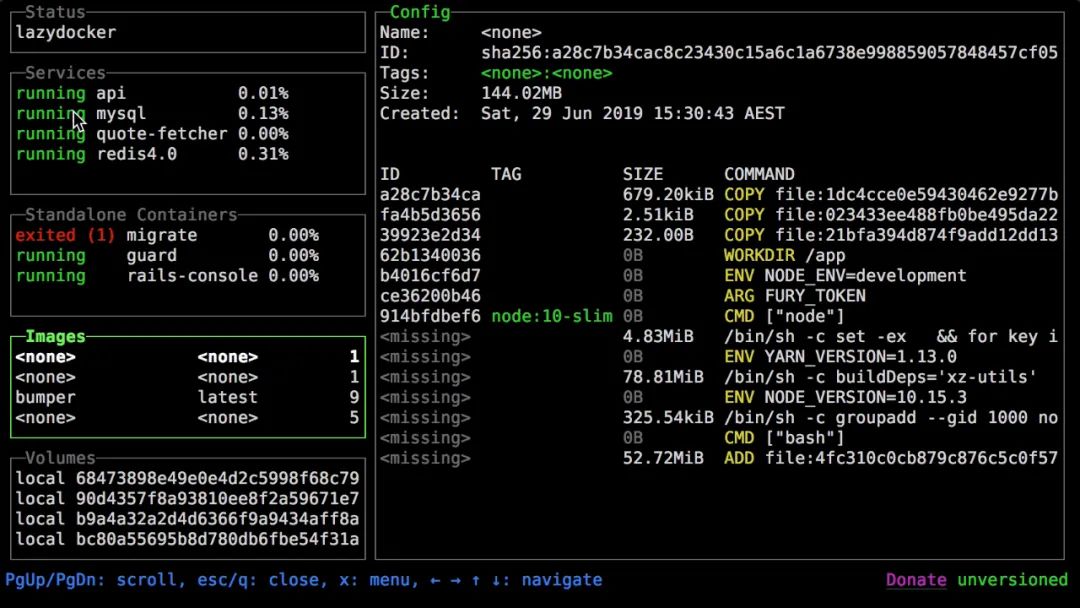 Status
lazydocker
Services
running api 0.01%
running mysql 0.13%
running quote-fetcher 0.00%
running redis4.0 0.31%
Standalone Containers
exited (1) migrate 0.00%
running guard 0.00%
running rails-console 0.00%
Images
<none> <none> 1
<none> <none> 1
bumper latest 9
<none> <none> 5
Volumes
local 68473898e49e0e4d2c5998f68c79
local 90d4357f8a93810ee8f2a59671e7
local b9a4a32a2d4d6366f9a9434aff8a
local bc80a55695b8d780db6fbe54f31a
Config
Name: <none>
ID: sha256:a28c7b34cac8c23430c15a6c1a6738e998859057848457cf05
Tags: <none>:<none>
Size: 144.02MB
Created: Sat, 29 Jun 2019 15:30:43 AEST
ID TAG SIZE COMMAND
a28c7b34ca 679.20kiB COPY file:1dc4cce0e59430462e9277b
fa4b5d3656 2.51kiB COPY file:023433ee488fb0be495da22
39923e2d34 232.00B COPY file:21bfa394d874f9add12dd13
62b1340036 0B WORKDIR /app
b4016cf6d7 0B ENV NODE_ENV=development
ce36200b46 0B ARG FURY_TOKEN
914bfdbef6 node:10-slim 0B CMD ["node"]
<missing> 4.83MiB /bin/sh -c set -ex && for key i
<missing> 0B ENV YARN_VERSION=1.13.0
<missing> 78.81MiB /bin/sh -c buildDeps='xz-utils'
<missing> 0B ENV NODE_VERSION=10.15.3
<missing> 325.54kiB /bin/sh -c groupadd --gid 1000 no
<missing> 0B CMD ["bash"]
<missing> 52.72MiB ADD file:4fc310c0cb879c876c5c0f57
PgUp/PgDn: scroll, esc/q: close, x: menu, ← → ↑ ↓: navigate
Donate unversioned